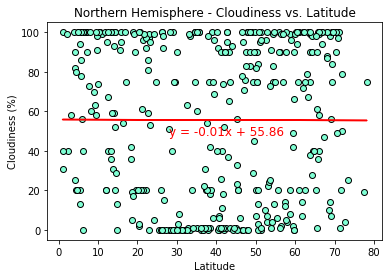 Northern Hemisphere - Cloudiness vs. Latitude
Cloudiness (%)
100
80
60
40
20
0
y = -0.01x + 55.86
0 10 20 30 40 50 60 70 80
Latitude